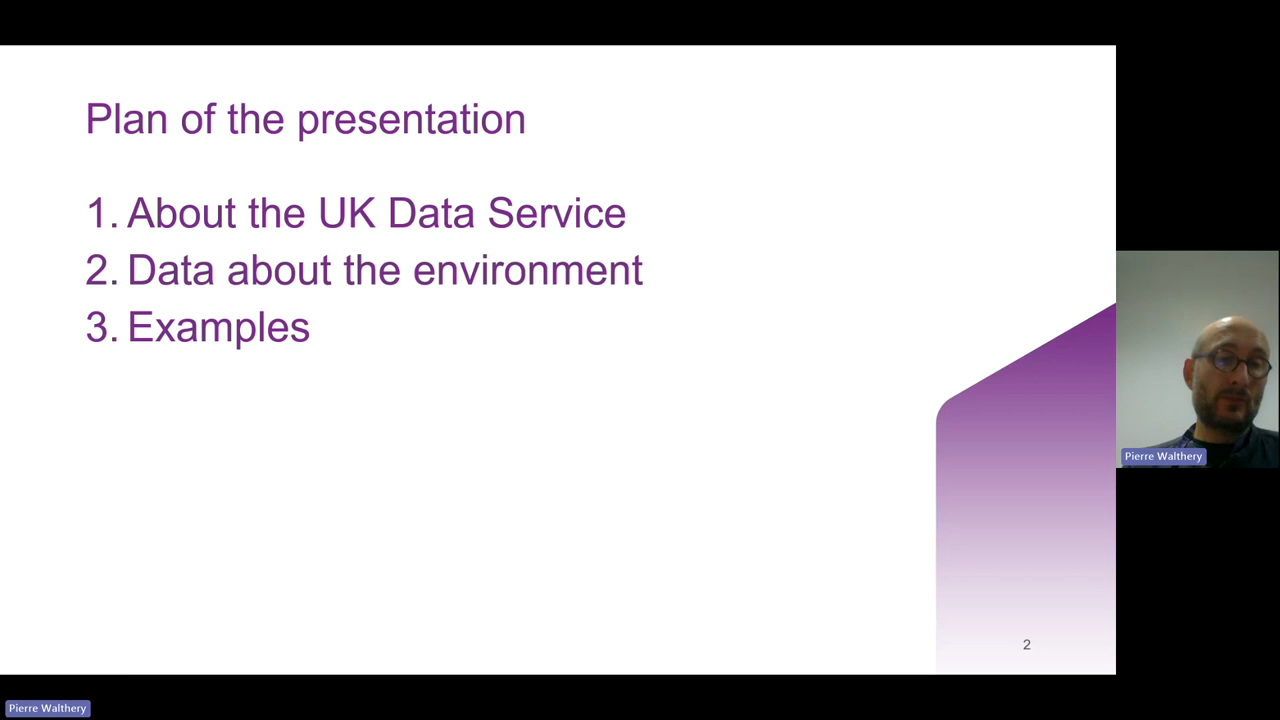 Plan of the presentation
1. About the UK Data Service
2. Data about the environment
3. Examples
2
Pierre Walthery
Pierre Walthery